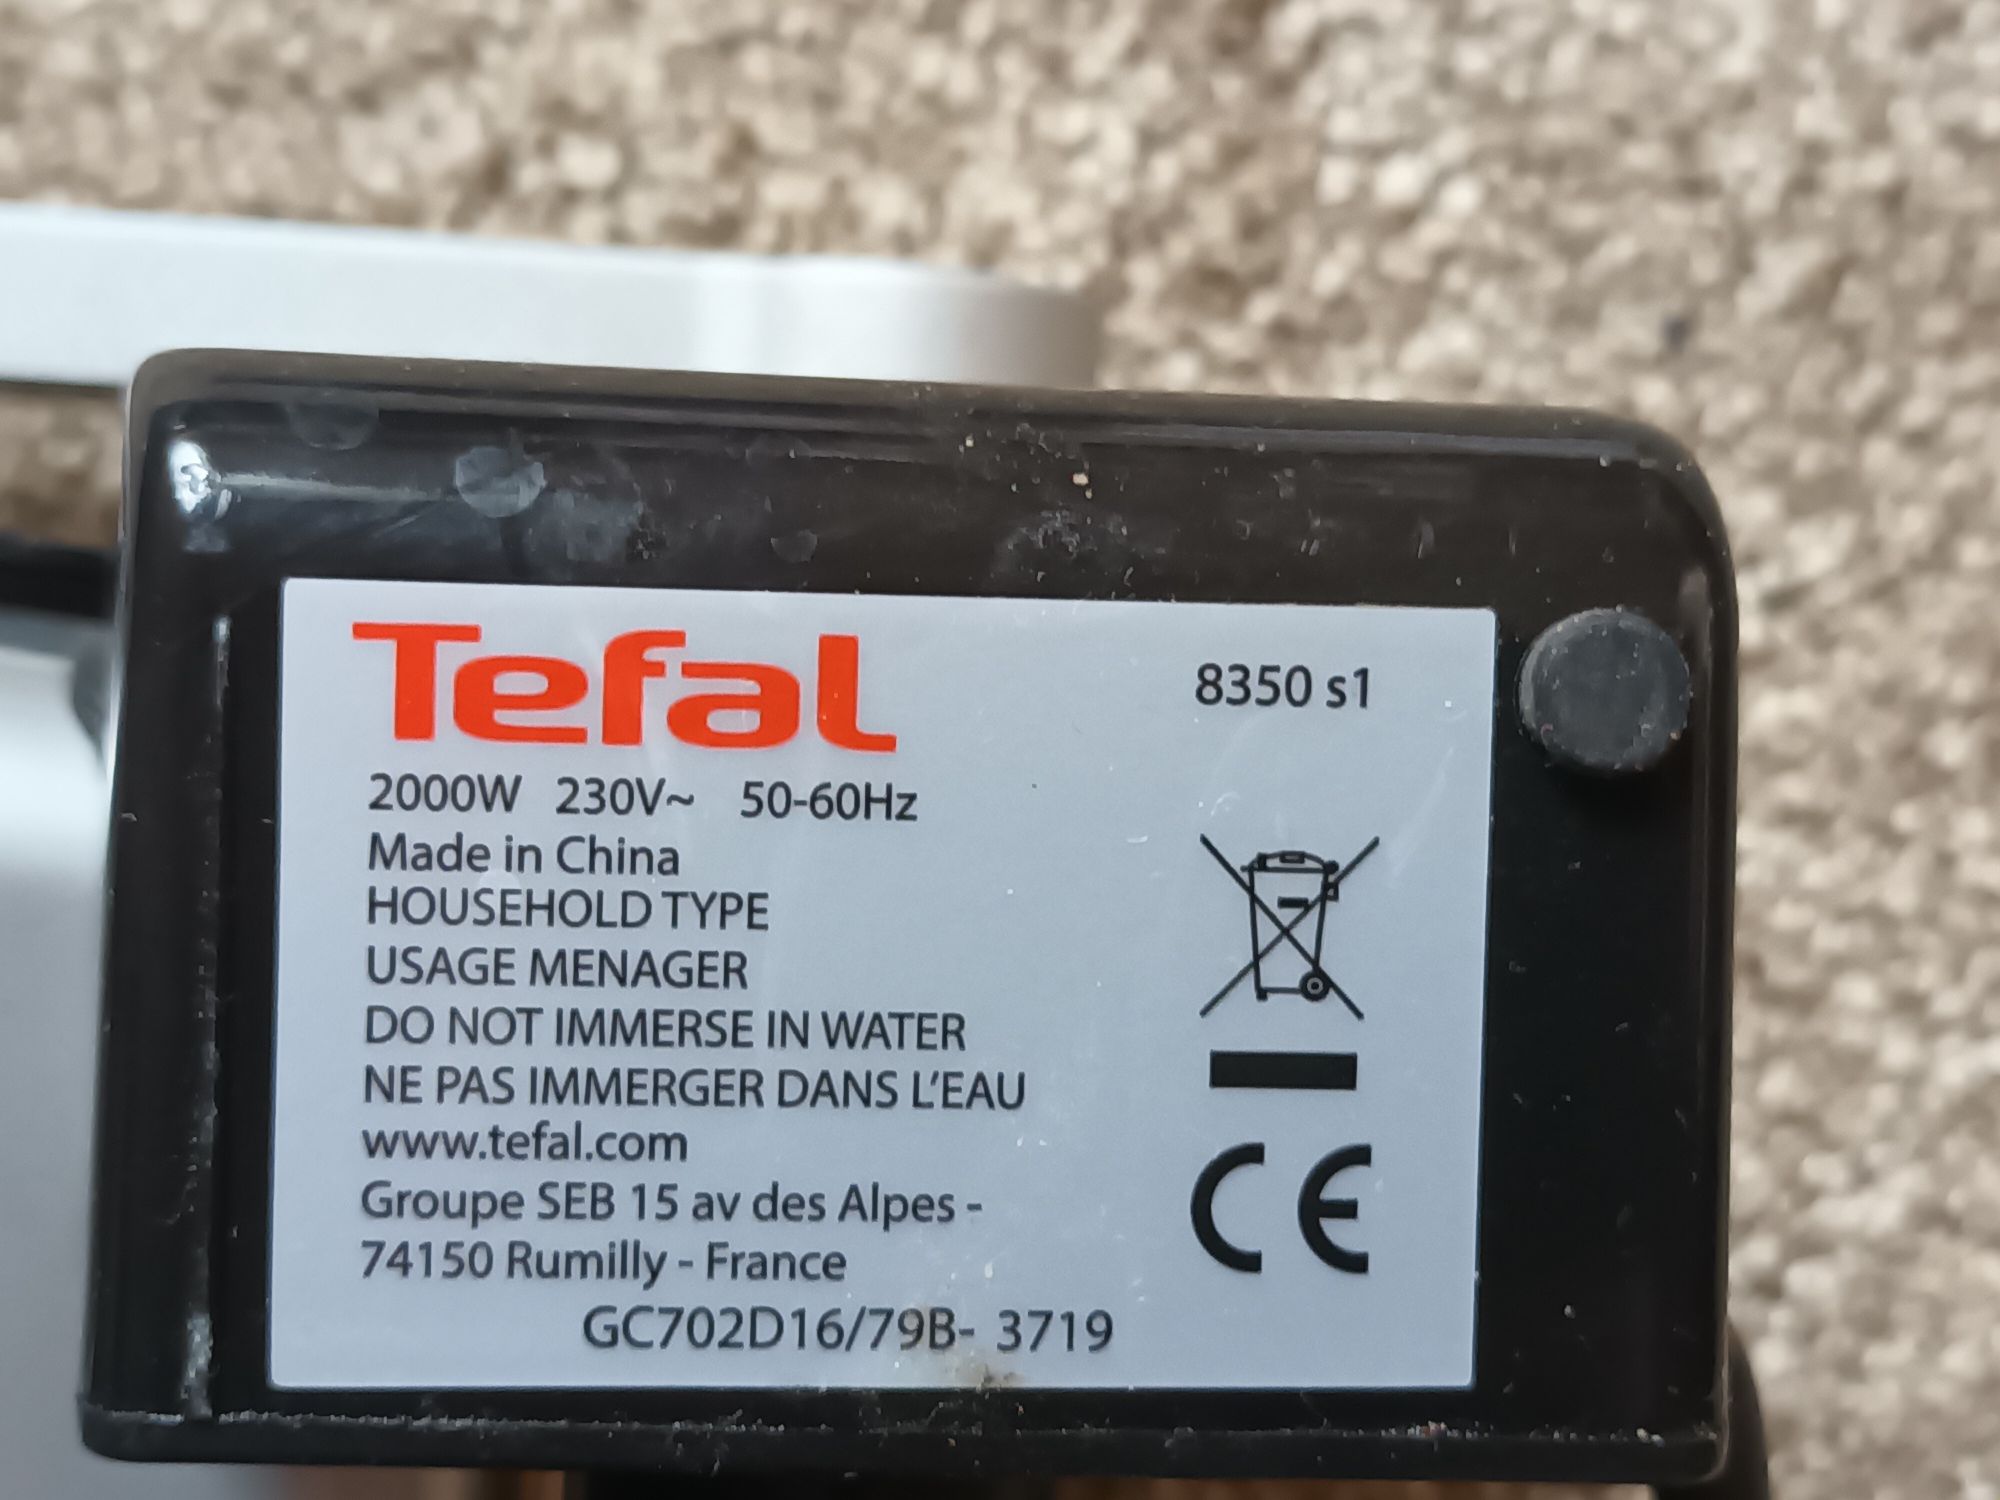 Tefal
8350 s1
2000W 230V~ 50-60Hz
Made in China
HOUSEHOLD TYPE
USAGE MENAGER
DO NOT IMMERSE IN WATER
NE PAS IMMERGER DANS L'EAU
www.tefal.com
Groupe SEB 15 av des Alpes -
74150 Rumilly - France
CE
GC702D16/79B- 3719